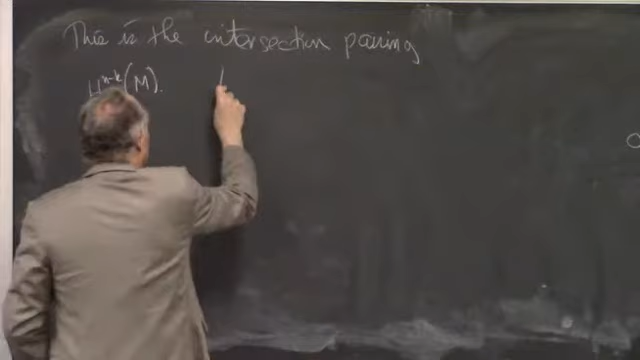 This is the intersection pairing
H^{n-k}(M).